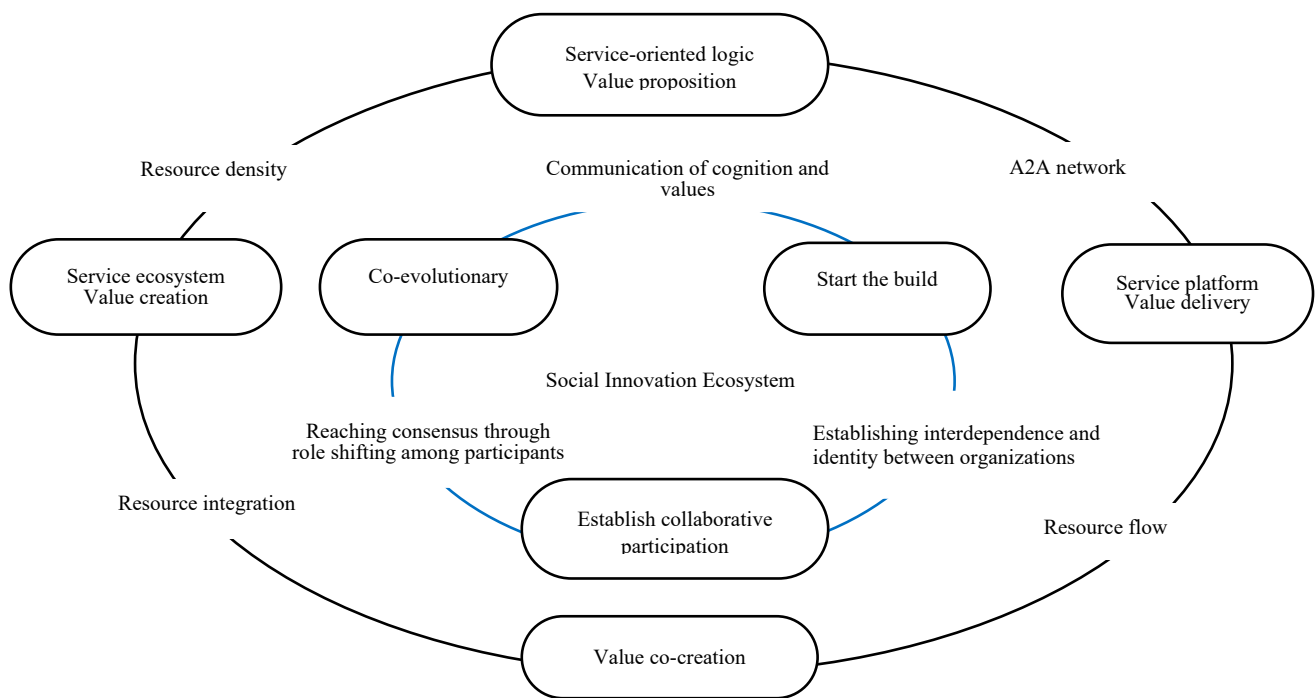 Service-oriented logic
Value proposition
Resource density
Communication of cognition and
values
A2A network
Service ecosystem
Value creation
Co-evolutionary
Start the build
Service platform
Value delivery
Social Innovation Ecosystem
Reaching consensus through
role shifting among participants
Establishing interdependence and
identity between organizations
Resource integration
Establish collaborative
participation
Resource flow
Value co-creation